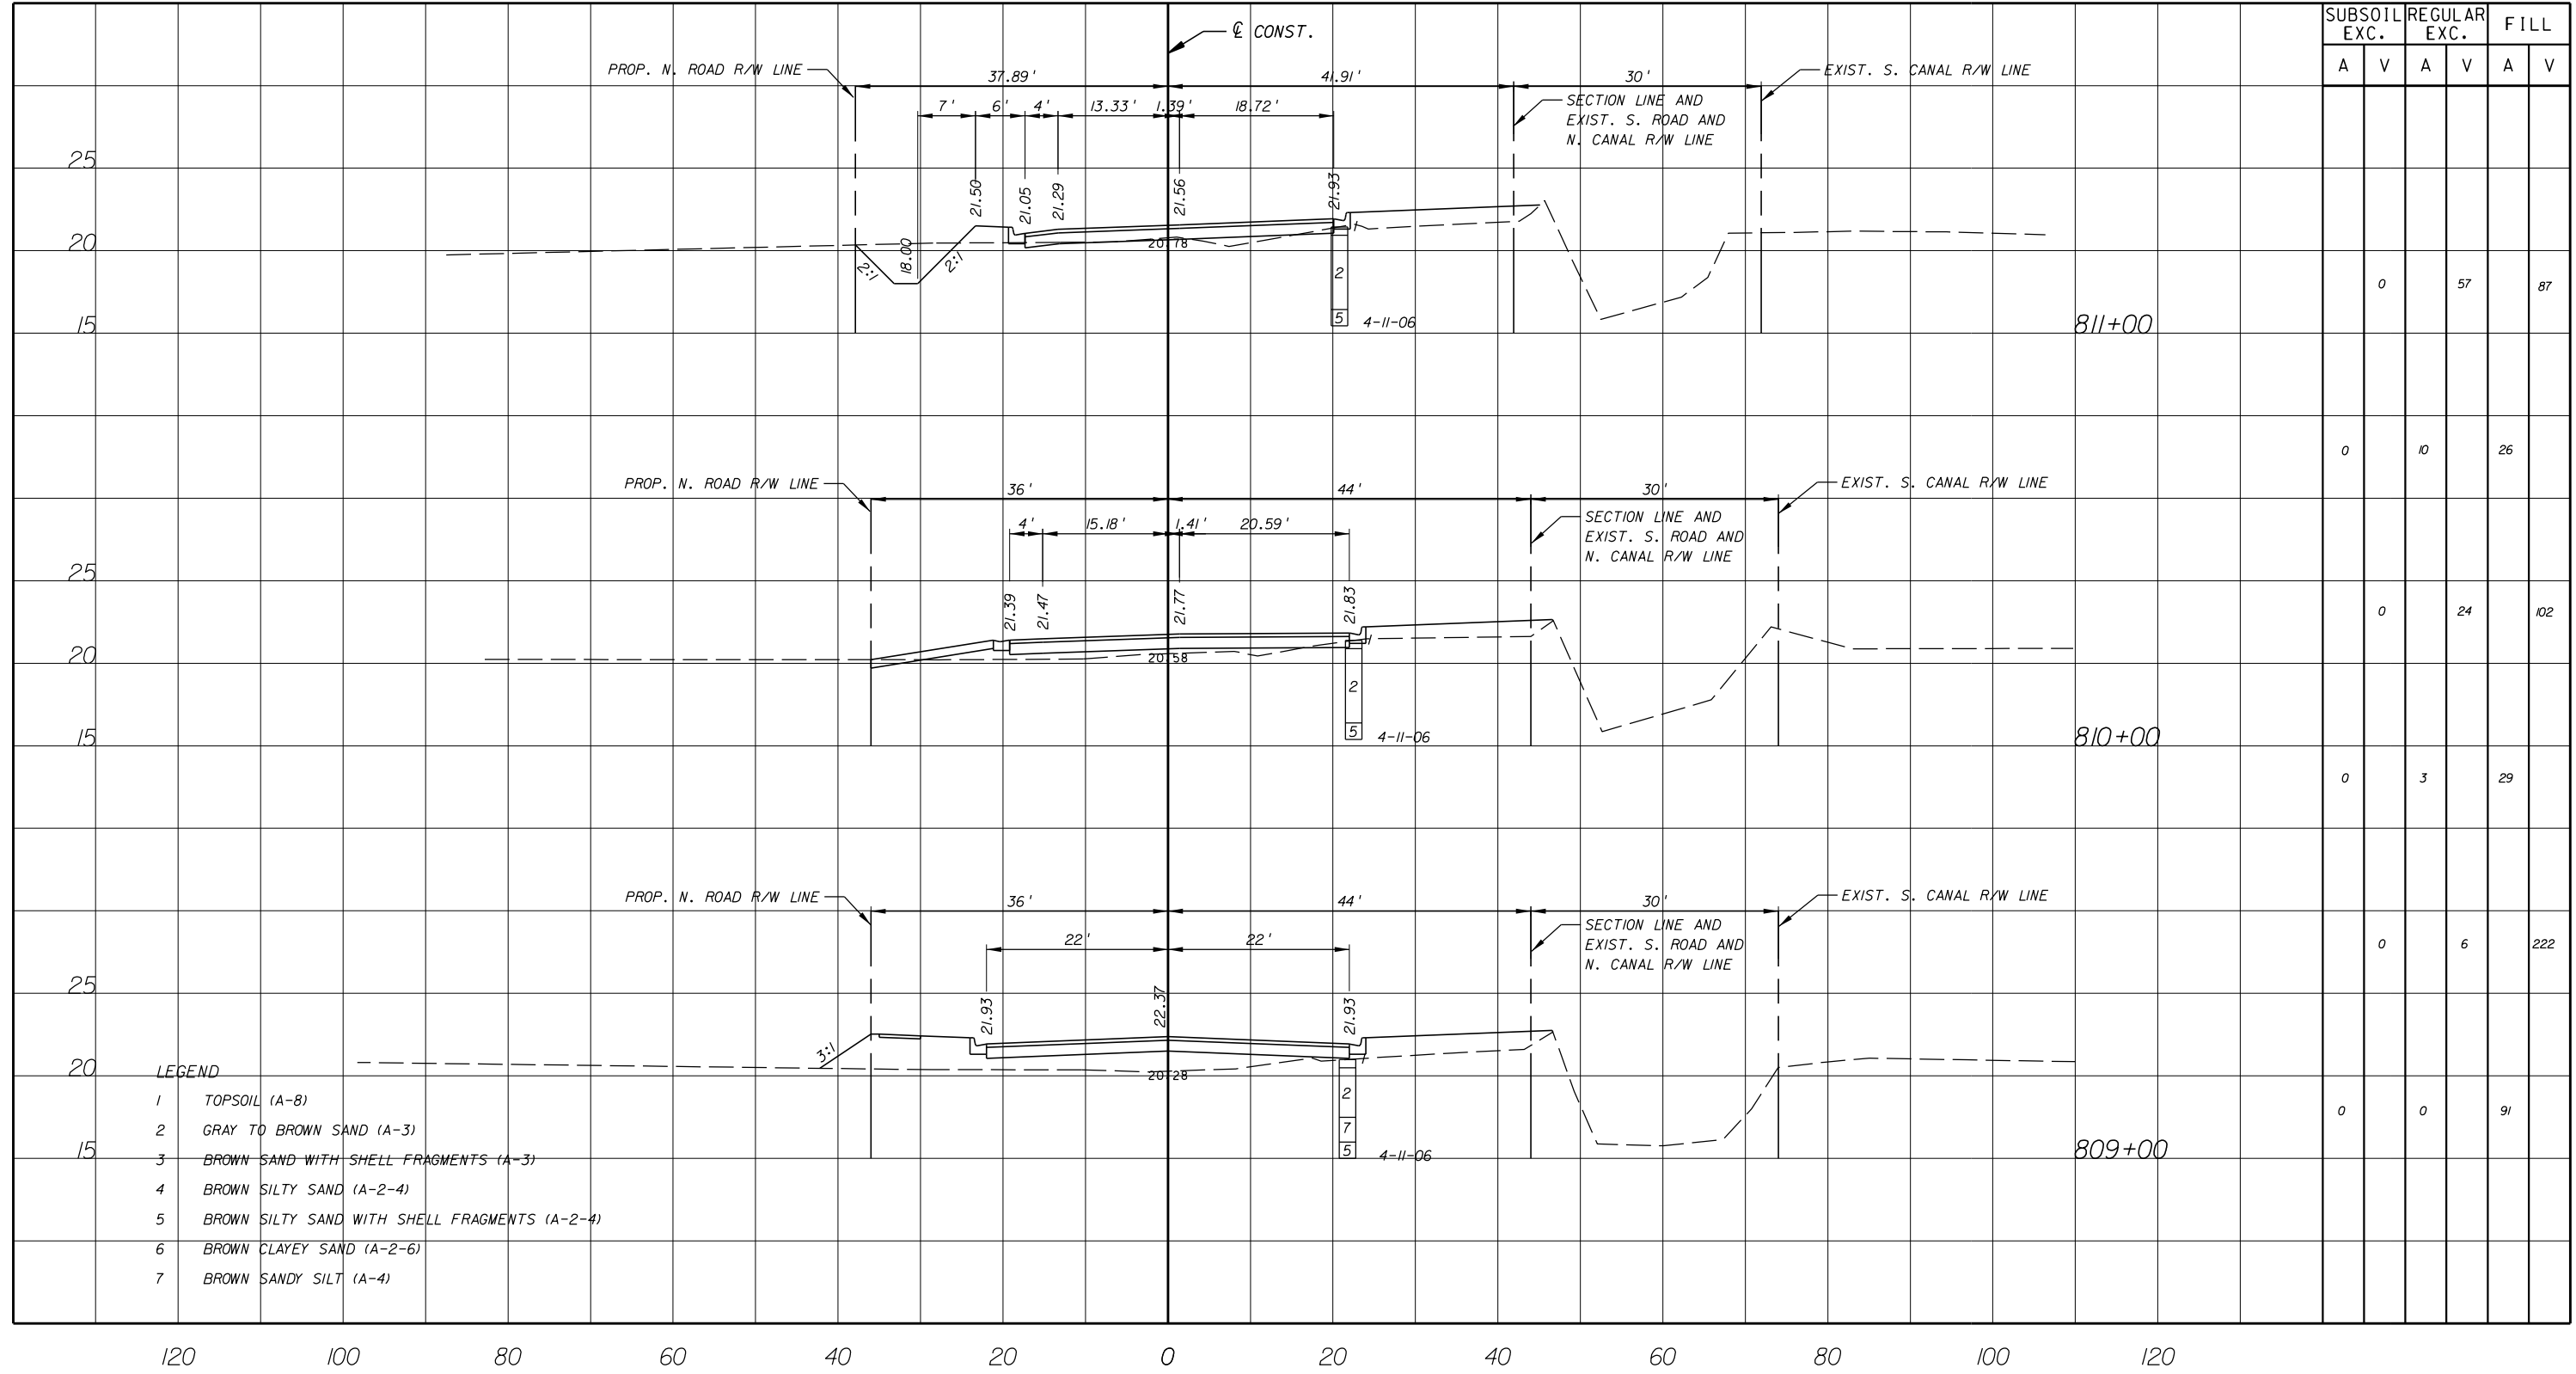 SUBSOIL EXC. REGULAR EXC. FILL
A V A V A V
℄ CONST.
PROP. N. ROAD R/W LINE
37.89' 41.91' 30'
EXIST. S. CANAL R/W LINE
7' 6' 4' 13.33' 1.39' 18.72'
SECTION LINE AND
EXIST. S. ROAD AND
N. CANAL R/W LINE
25
21.50 21.05 21.29 21.56 21.93
20
18.00
20.78
2:1 2:1
2
5
4-11-06
15
811+00
0 57 87
0 10 26
PROP. N. ROAD R/W LINE
36' 44' 30'
EXIST. S. CANAL R/W LINE
4' 15.18' 1.41' 20.59'
SECTION LINE AND
EXIST. S. ROAD AND
N. CANAL R/W LINE
25
21.39 21.47 21.77 21.83
0 24 102
20
20.58
2
5
4-11-06
15
810+00
0 3 29
PROP. N. ROAD R/W LINE
36' 44' 30'
EXIST. S. CANAL R/W LINE
22' 22'
SECTION LINE AND
EXIST. S. ROAD AND
N. CANAL R/W LINE
0 6 222
25
21.93 22.37 21.93
3:1
20
20.28
2
7
5
4-11-06
15
809+00
0 0 91
LEGEND
1 TOPSOIL (A-8)
2 GRAY TO BROWN SAND (A-3)
3 BROWN SAND WITH SHELL FRAGMENTS (A-3)
4 BROWN SILTY SAND (A-2-4)
5 BROWN SILTY SAND WITH SHELL FRAGMENTS (A-2-4)
6 BROWN CLAYEY SAND (A-2-6)
7 BROWN SANDY SILT (A-4)
120 100 80 60 40 20 0 20 40 60 80 100 120